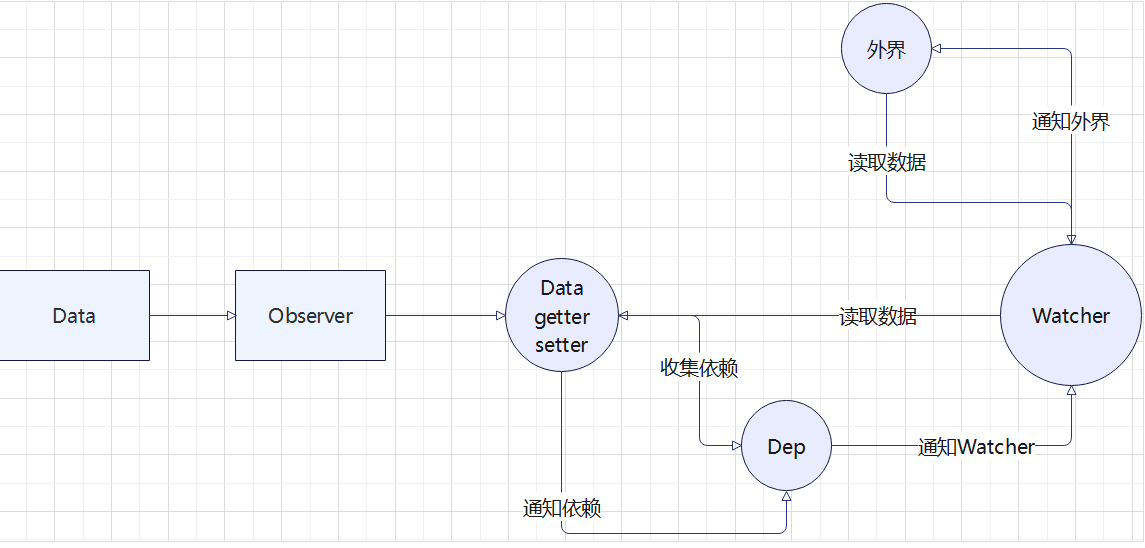 外界
通知外界
读取数据
Data
Observer
Data
getter
setter
读取数据
Watcher
收集依赖
Dep
通知Watcher
通知依赖